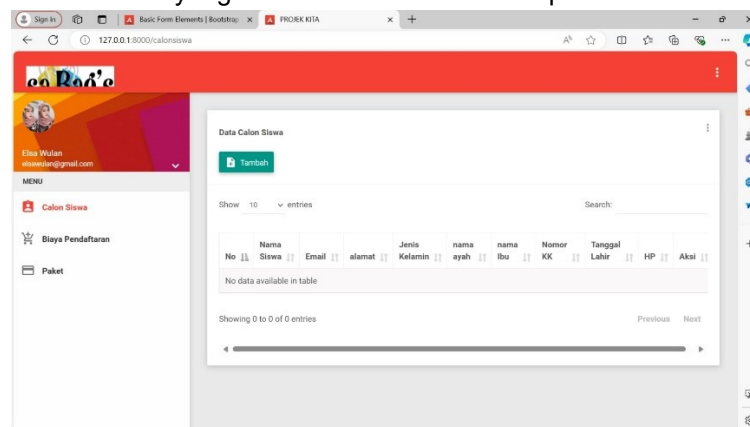 Sign in
Basic Form Elements | Bootstrap
PROJEK KITA
127.0.0.1:8000/calonsiswa
Elsa Wulan
elsawulan@gmail.com
MENU
Calon Siswa
Biaya Pendaftaran
Paket
Data Calon Siswa
Tambah
Show 10 entries
Search:
No Nama Siswa Email alamat Jenis Kelamin nama ayah nama Ibu Nomor KK Tanggal Lahir HP Aksi
No data available in table
Showing 0 to 0 of 0 entries
Previous Next